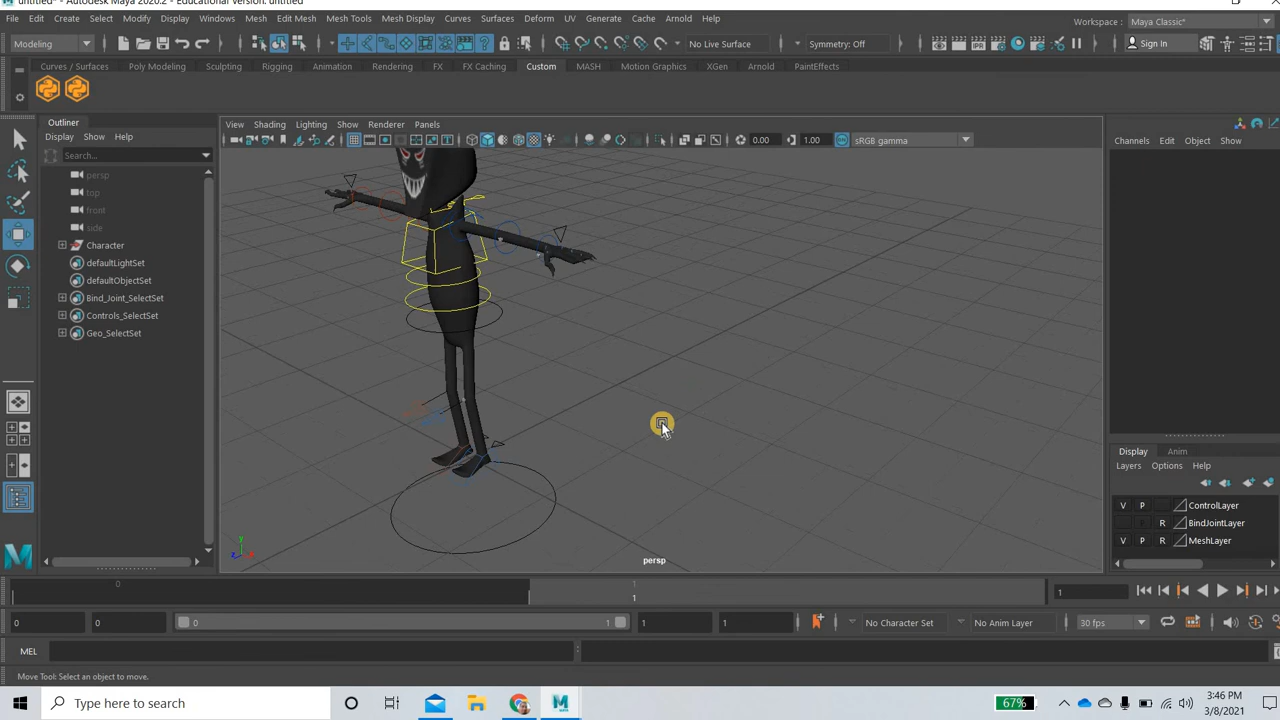 untitled* - Autodesk Maya 2020.2 - Educational Version: untitled
File Edit Create Select Modify Display Windows Mesh Edit Mesh Mesh Tools Mesh Display Curves Surfaces Deform UV Generate Cache Arnold Help
Workspace : Maya Classic*
Modeling No Live Surface Symmetry: Off Sign In
Curves / Surfaces Poly Modeling Sculpting Rigging Animation Rendering FX FX Caching Custom MASH Motion Graphics XGen Arnold PaintEffects
Outliner
Display Show Help
Search...
persp
top
front
side
Character
defaultLightSet
defaultObjectSet
Bind_Joint_SelectSet
Controls_SelectSet
Geo_SelectSet
View Shading Lighting Show Renderer Panels
0.00 1.00 sRGB gamma
y
z
x
persp
Channels Edit Object Show
Display Anim
Layers Options Help
V P ControlLayer
R BindJointLayer
V P R MeshLayer
0 1
1 1
0 0 0 1 1 1 No Character Set No Anim Layer 30 fps
MEL
Move Tool: Select an object to move.
Type here to search
67%
3:46 PM
3/8/2021